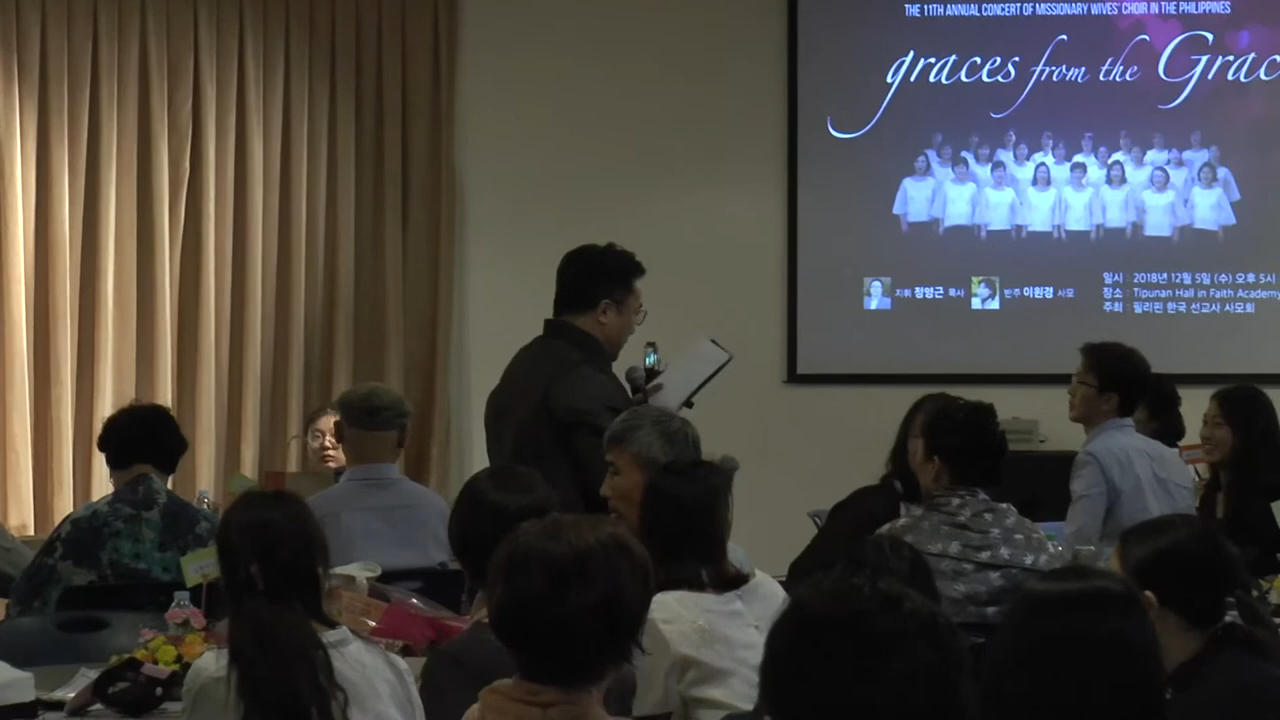 THE 11TH ANNUAL CONCERT OF MISSIONARY WIVES' CHOIR IN THE PHILIPPINES
graces from the Grac
지휘 정영근 목사 반주 이원경 사모
일시 : 2018년 12월 5일 (수) 오후 5시
장소 : Tipunan Hall in Faith Academy
주최 : 필리핀 한국 선교사 사모회